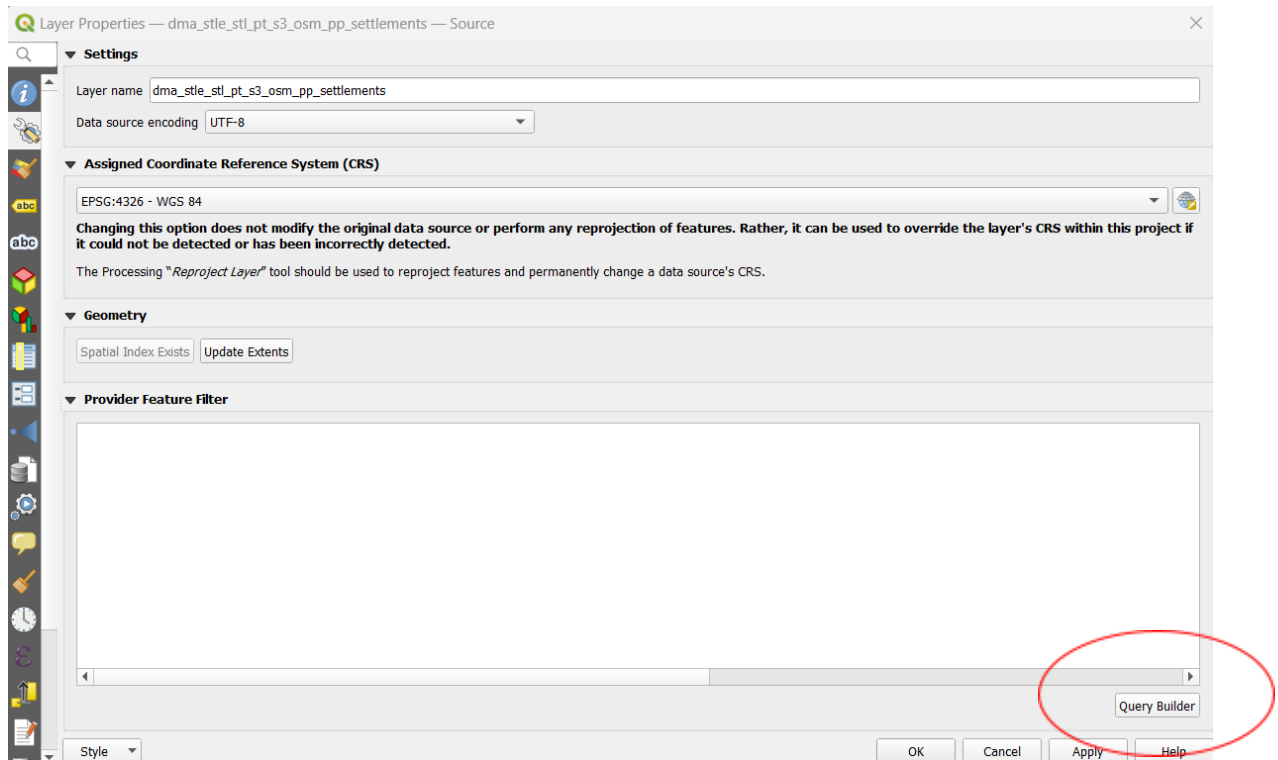 Layer Properties — dma_stle_stl_pt_s3_osm_pp_settlements — Source
Settings
Layer name dma_stle_stl_pt_s3_osm_pp_settlements
Data source encoding UTF-8
Assigned Coordinate Reference System (CRS)
EPSG:4326 - WGS 84
Changing this option does not modify the original data source or perform any reprojection of features. Rather, it can be used to override the layer's CRS within this project if
it could not be detected or has been incorrectly detected.
The Processing "Reproject Layer" tool should be used to reproject features and permanently change a data source's CRS.
Geometry
Spatial Index Exists Update Extents
Provider Feature Filter
Query Builder
Style OK Cancel Apply Help
i
abc
abc
ε